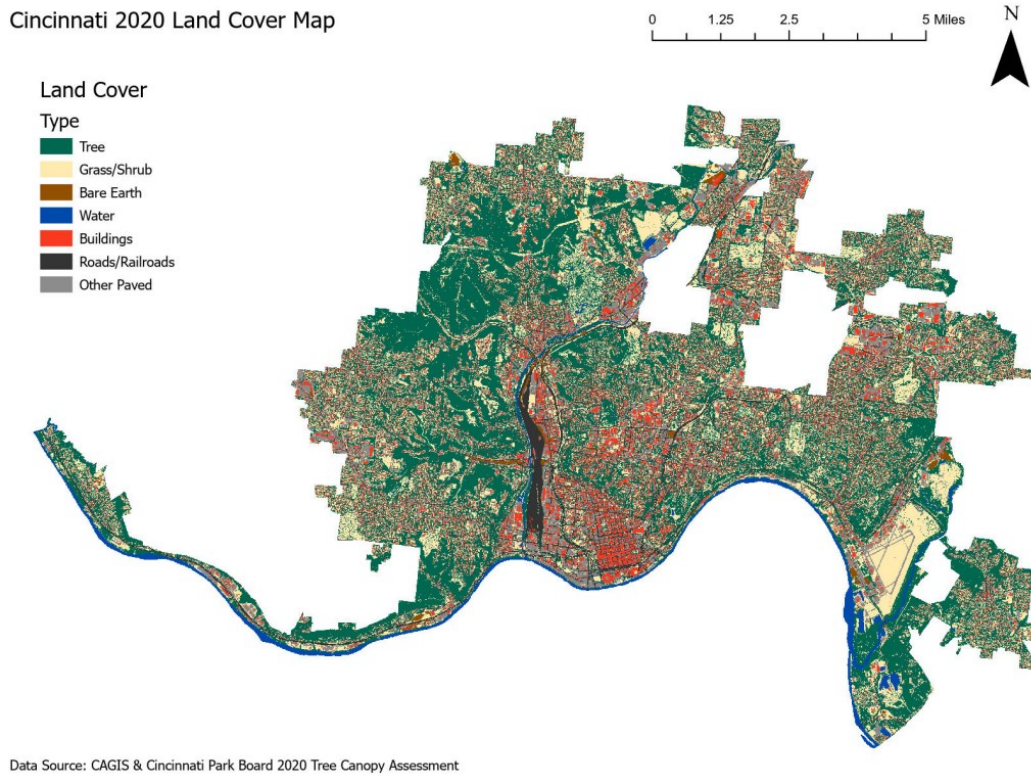 Cincinnati 2020 Land Cover Map
0 1.25 2.5 5 Miles
N
Land Cover
Type
Tree
Grass/Shrub
Bare Earth
Water
Buildings
Roads/Railroads
Other Paved
Data Source: CAGIS & Cincinnati Park Board 2020 Tree Canopy Assessment